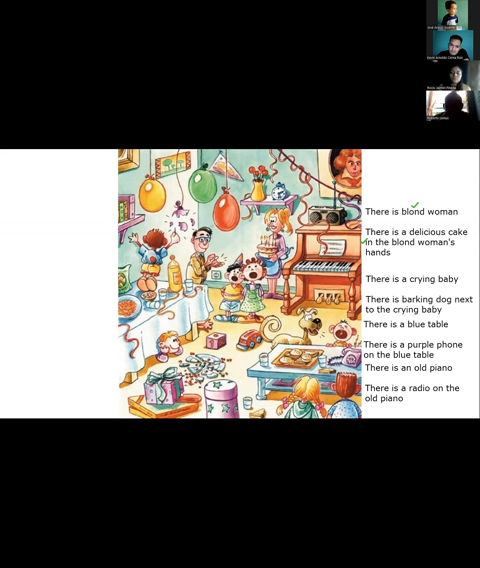 There is blond woman
There is a delicious cake
in the blond woman's
hands
There is a crying baby
There is barking dog next
to the crying baby
There is a blue table
There is a purple phone
on the blue table
There is an old piano
There is a radio on the
old piano